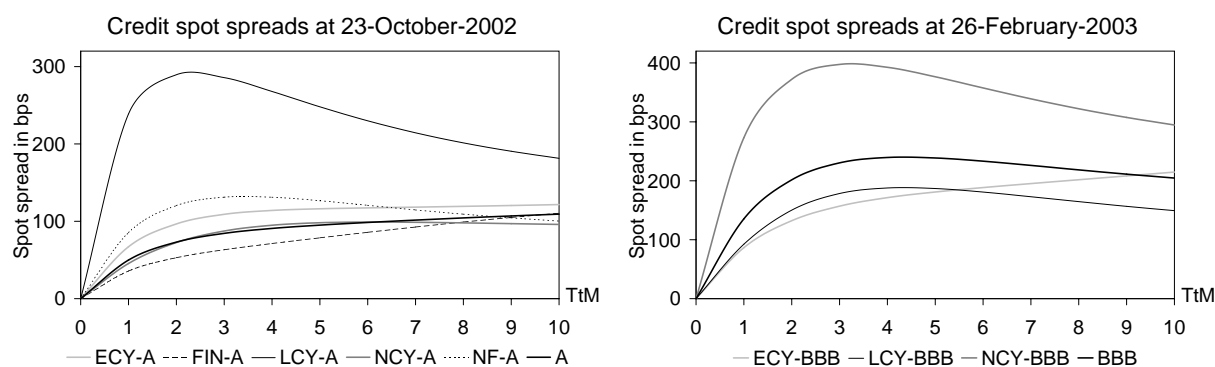 Credit spot spreads at 23-October-2002
Spot spread in bps
300
200
100
0
TtM
0 1 2 3 4 5 6 7 8 9 10
ECY-A FIN-A LCY-A NCY-A NF-A A
Credit spot spreads at 26-February-2003
Spot spread in bps
400
300
200
100
0
TtM
0 1 2 3 4 5 6 7 8 9 10
ECY-BBB LCY-BBB NCY-BBB BBB